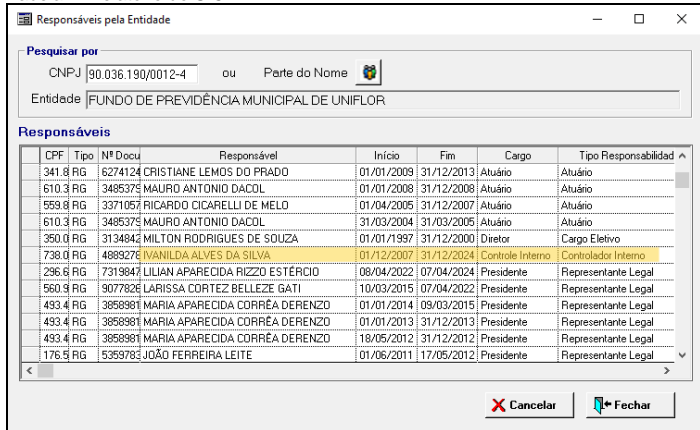 Responsáveis pela Entidade
Pesquisar por
CNPJ 90.036.190/0012-4 ou Parte do Nome
Entidade FUNDO DE PREVIDÊNCIA MUNICIPAL DE UNIFLOR
Responsáveis
CPF Tipo Nº Docu Responsável Início Fim Cargo Tipo Responsabilidad
341.8 RG 6274124 CRISTIANE LEMOS DO PRADO 01/01/2009 31/12/2013 Atuário Atuário
610.3 RG 3485379 MAURO ANTONIO DACOL 01/01/2008 31/12/2008 Atuário Atuário
559.8 RG 3371057 RICARDO CICARELLI DE MELO 01/04/2005 31/12/2007 Atuário Atuário
610.3 RG 3485379 MAURO ANTONIO DACOL 31/03/2004 31/03/2005 Atuário Atuário
350.0 RG 3134842 MILTON RODRIGUES DE SOUZA 01/01/1997 31/12/2000 Diretor Cargo Eletivo
738.0 RG 4889278 IVANILDA ALVES DA SILVA 01/12/2007 31/12/2024 Controle Interno Controlador Interno
296.6 RG 7319847 LILIAN APARECIDA RIZZO ESTÉRCIO 08/04/2022 07/04/2024 Presidente Representante Legal
560.9 RG 9077826 LARISSA CORTEZ BELLEZE GATI 10/03/2015 07/04/2022 Presidente Representante Legal
493.4 RG 3858981 MARIA APARECIDA CORRÊA DERENZO 01/01/2014 09/03/2015 Presidente Representante Legal
493.4 RG 3858981 MARIA APARECIDA CORRÊA DERENZO 01/01/2013 31/12/2013 Presidente Representante Legal
493.4 RG 3858981 MARIA APARECIDA CORRÊA DERENZO 18/05/2012 31/12/2012 Presidente Representante Legal
176.5 RG 5359783 JOÃO FERREIRA LEITE 01/06/2011 17/05/2012 Presidente Representante Legal
Cancelar Fechar